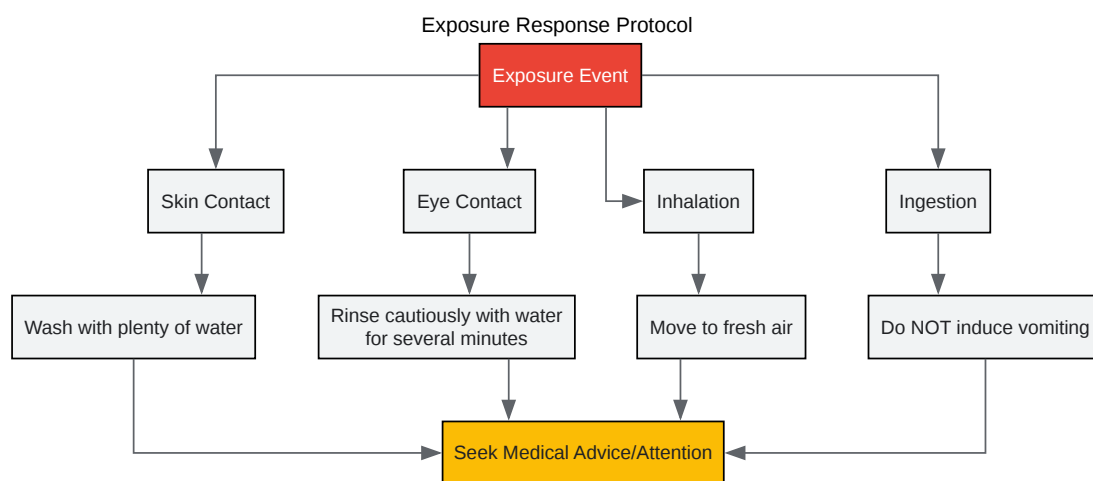 Exposure Response Protocol
Exposure Event
Skin Contact
Eye Contact
Inhalation
Ingestion
Wash with plenty of water
Rinse cautiously with water
for several minutes
Move to fresh air
Do NOT induce vomiting
Seek Medical Advice/Attention